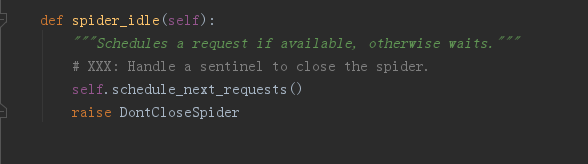 def spider_idle(self):
"""Schedules a request if available, otherwise waits."""
# XXX: Handle a sentinel to close the spider.
self.schedule_next_requests()
raise DontCloseSpider